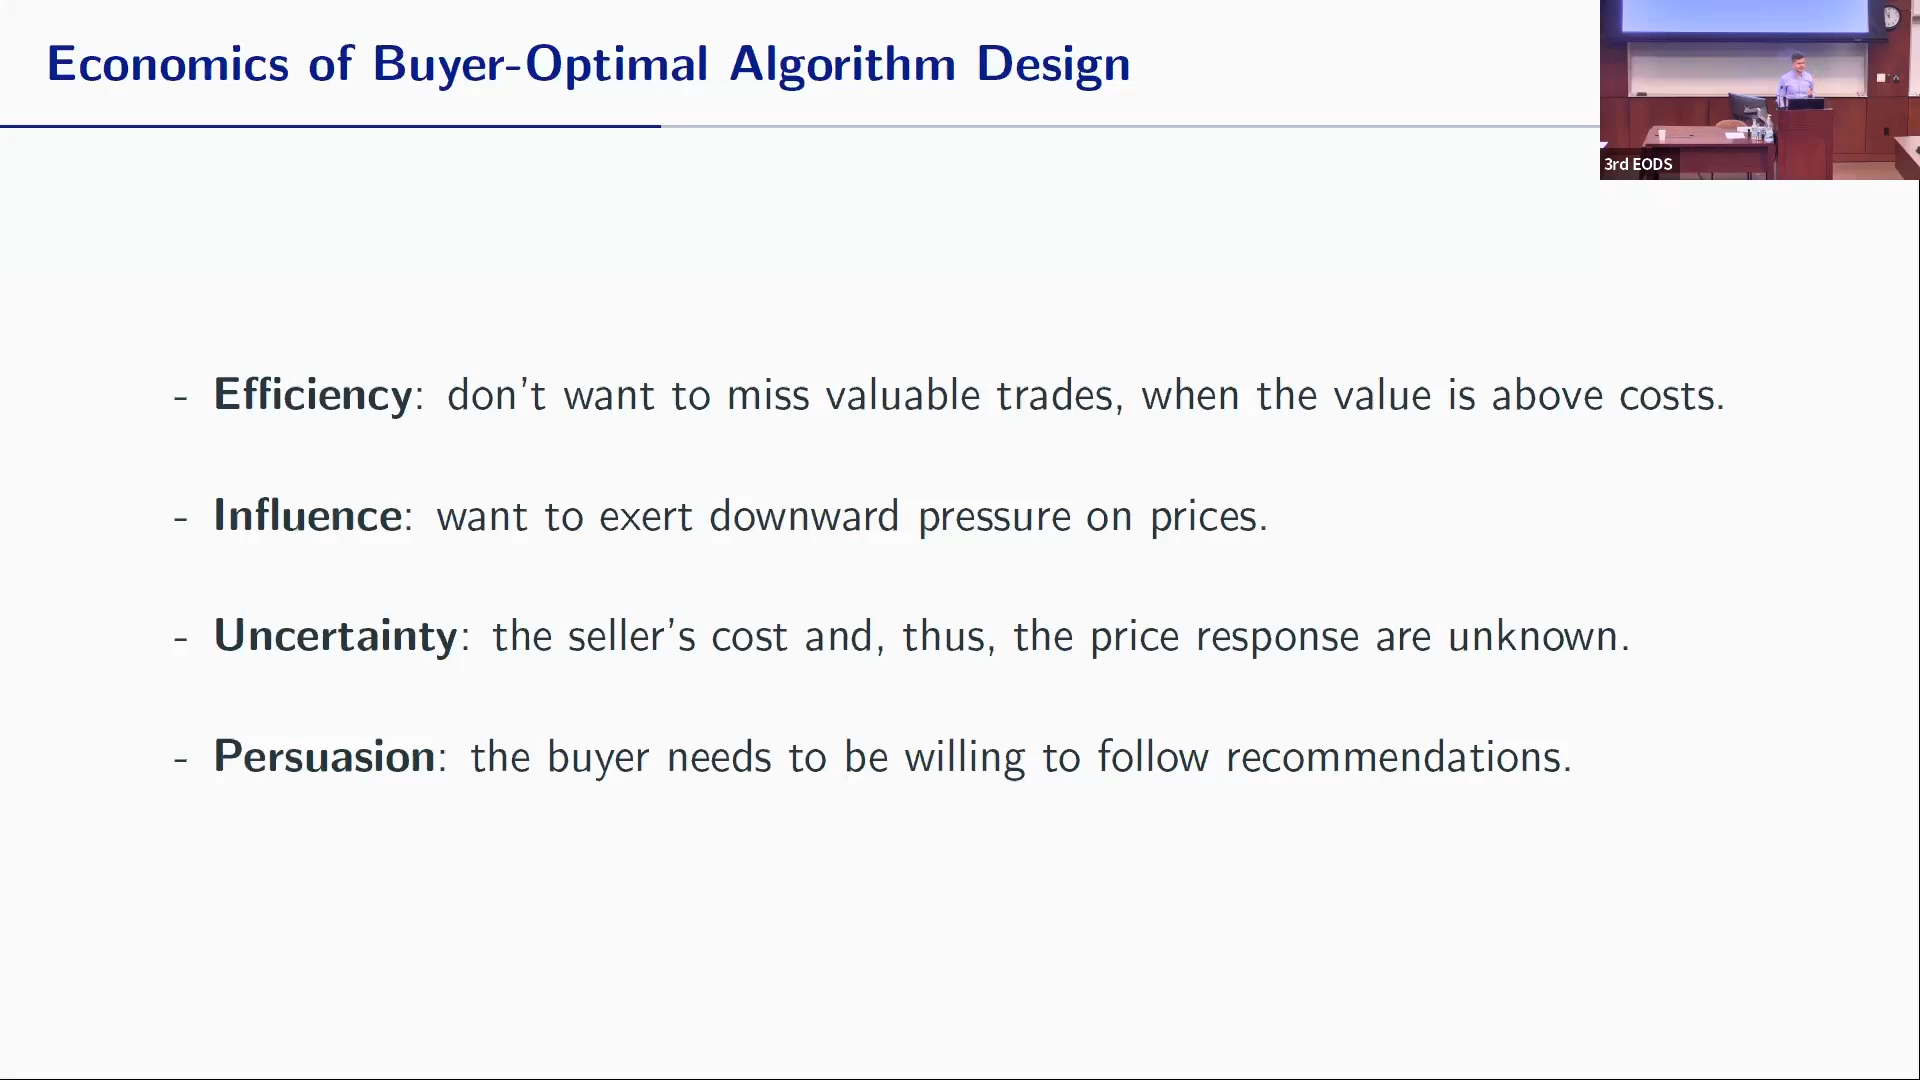 Economics of Buyer-Optimal Algorithm Design
3rd EODS
- Efficiency: don't want to miss valuable trades, when the value is above costs.
- Influence: want to exert downward pressure on prices.
- Uncertainty: the seller's cost and, thus, the price response are unknown.
- Persuasion: the buyer needs to be willing to follow recommendations.